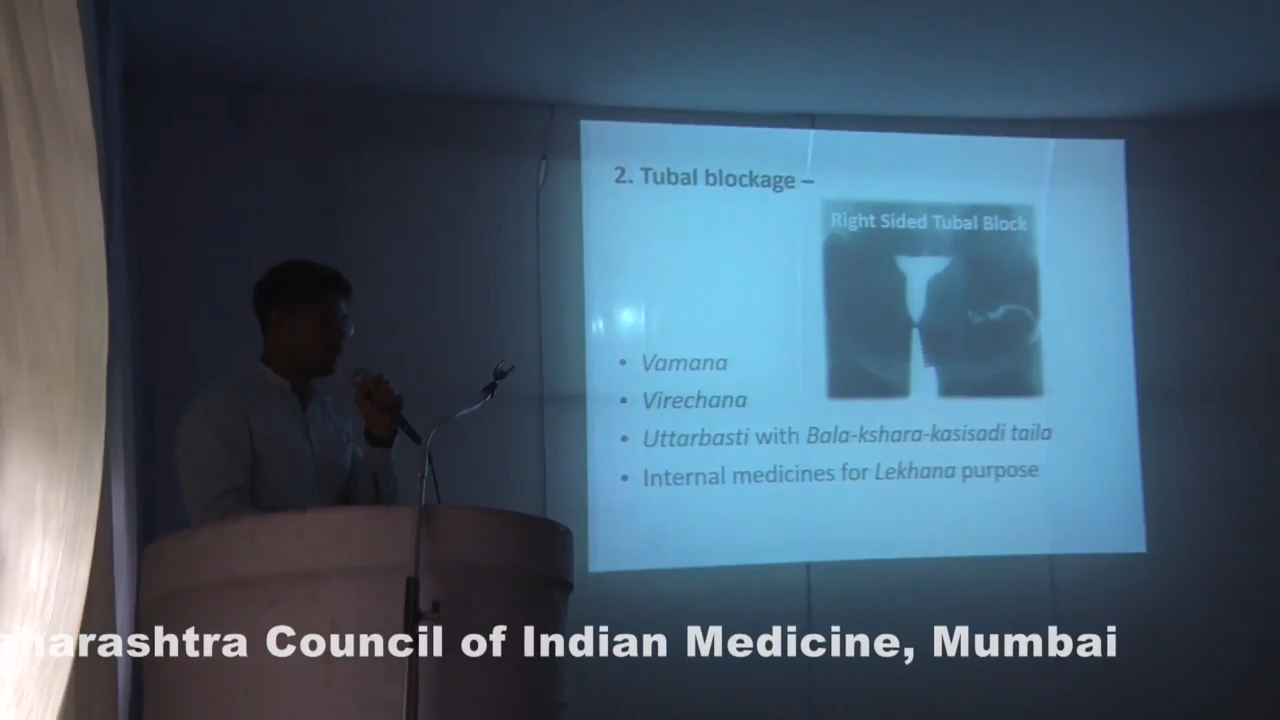 2. Tubal blockage –
Right Sided Tubal Block
• Vamana
• Virechana
• Uttarbasti with Bala-kshara-kasisadi taila
• Internal medicines for Lekhana purpose
Council of Indian Medicine, Mumbai